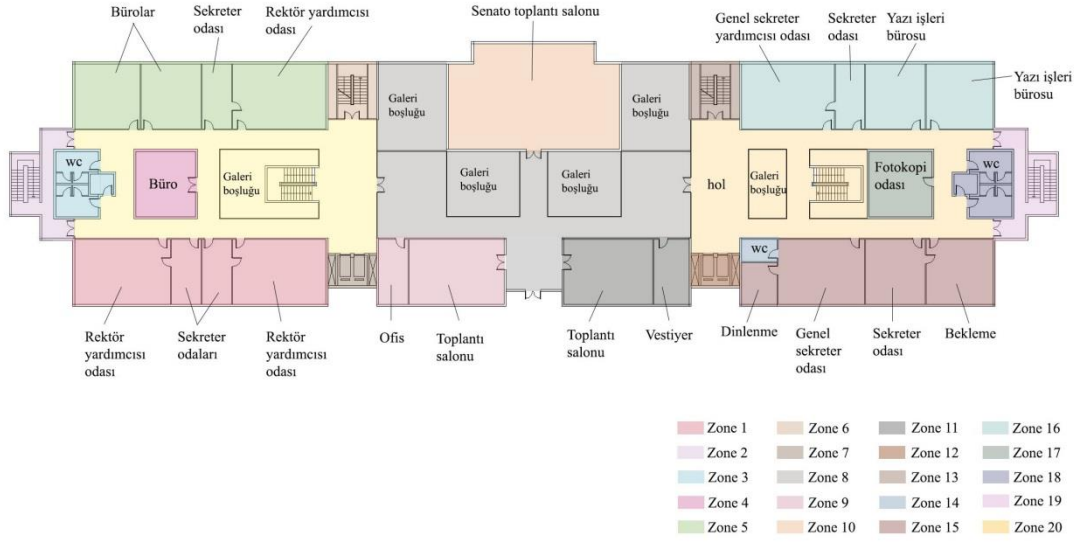 Bürolar
Sekreter
odası
Rektör yardımcısı
odası
Senato toplantı salonu
Genel sekreter
yardımcısı odası
Sekreter
odası
Yazı işleri
bürosu
Yazı işleri
bürosu
Galeri
boşluğu
Galeri
boşluğu
wc
Büro
Galeri
boşluğu
Galeri
boşluğu
Galeri
boşluğu
hol
Galeri
boşluğu
Fotokopi
odası
wc
wc
Rektör
yardımcısı
odası
Sekreter
odaları
Rektör
yardımcısı
odası
Ofis
Toplantı
salonu
Toplantı
salonu
Vestiyer
Dinlenme
Genel
sekreter
odası
Sekreter
odası
Bekleme
Zone 1
Zone 6
Zone 11
Zone 16
Zone 2
Zone 7
Zone 12
Zone 17
Zone 3
Zone 8
Zone 13
Zone 18
Zone 4
Zone 9
Zone 14
Zone 19
Zone 5
Zone 10
Zone 15
Zone 20